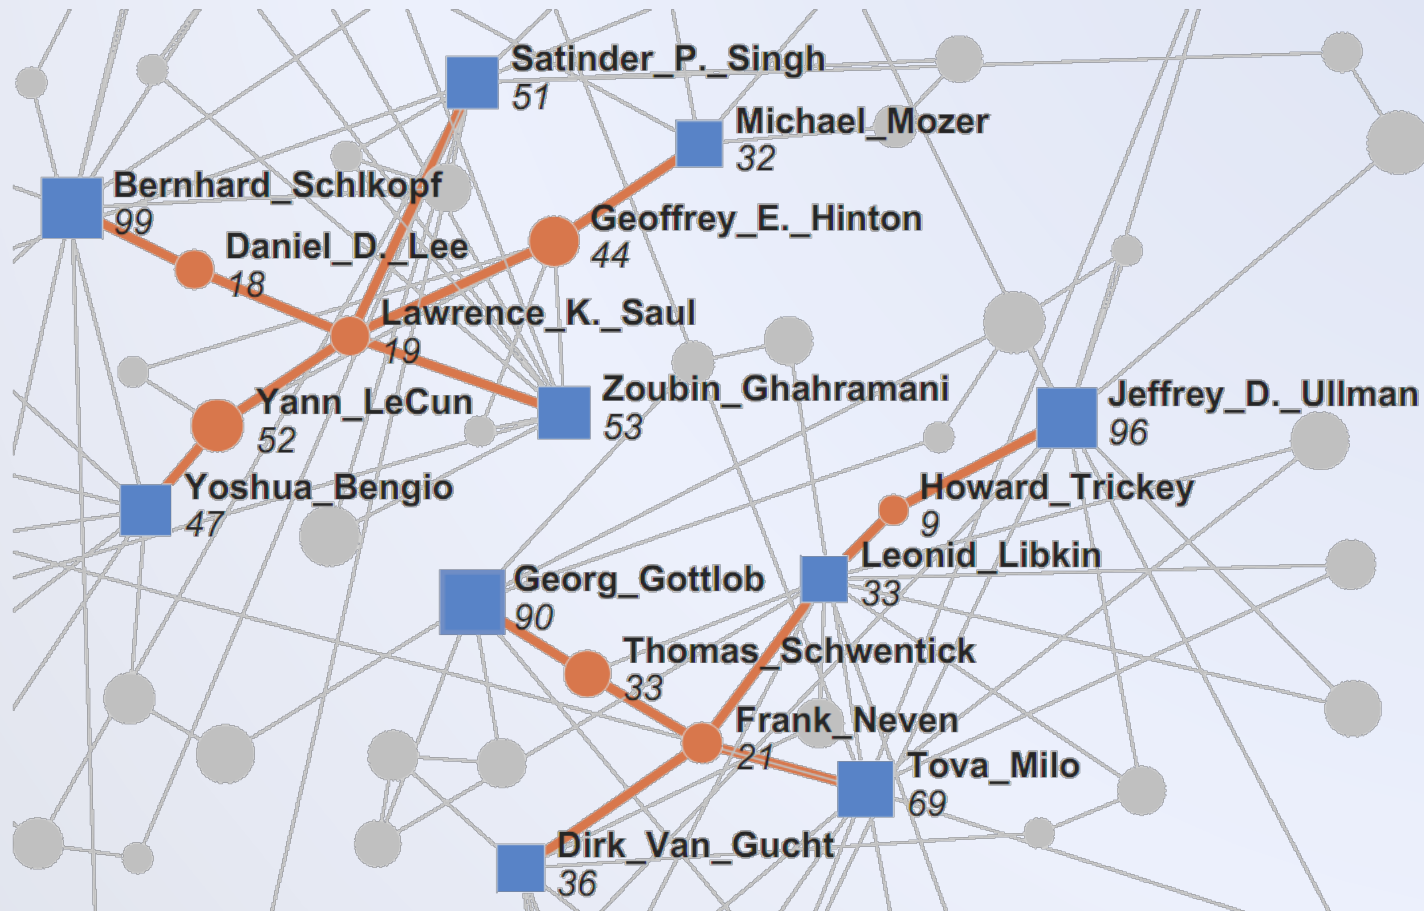 Satinder_P._Singh
51
Michael_Mozer
32
Bernhard_Schlkopf
99
Geoffrey_E._Hinton
44
Daniel_D._Lee
18
Lawrence_K._Saul
19
Zoubin_Ghahramani
53
Jeffrey_D._Ullman
96
Yann_LeCun
52
Yoshua_Bengio
47
Howard_Trickey
9
Leonid_Libkin
33
Georg_Gottlob
90
Thomas_Schwentick
33
Frank_Neven
21
Tova_Milo
69
Dirk_Van_Gucht
36